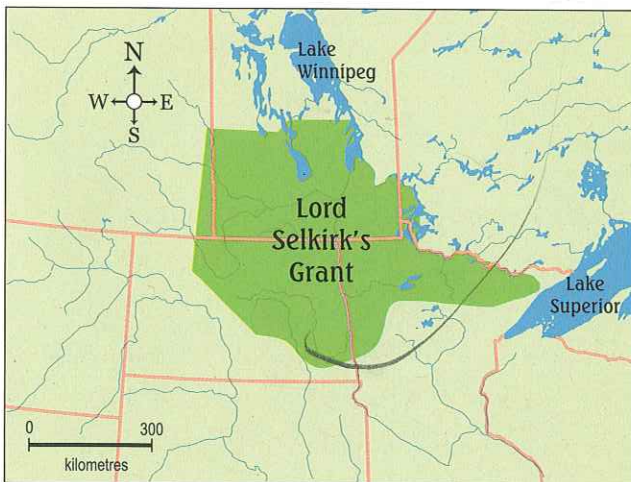 Lake
Winnipeg
N
W E
S
Lord
Selkirk's
Grant
Lake
Superior
0 300
kilometres